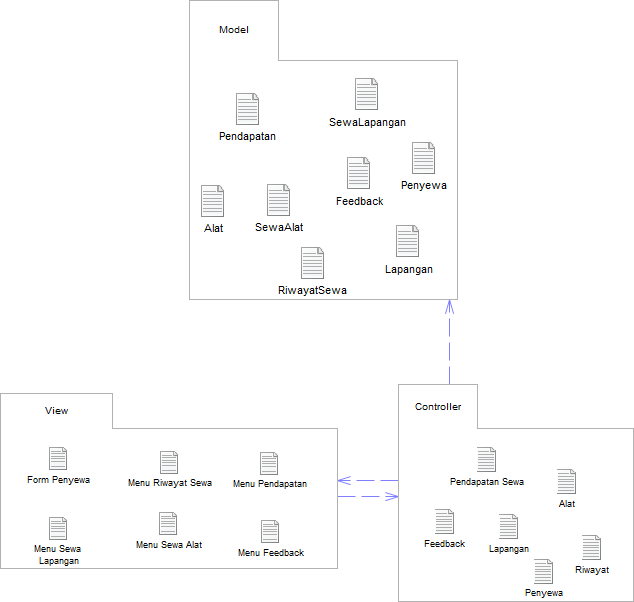 Model
Pendapatan
SewaLapangan
Penyewa
Feedback
Alat
SewaAlat
Lapangan
RiwayatSewa
View
Form Penyewa
Menu Riwayat Sewa
Menu Pendapatan
Menu Sewa
Lapangan
Menu Sewa Alat
Menu Feedback
Controller
Pendapatan Sewa
Alat
Feedback
Lapangan
Riwayat
Penyewa